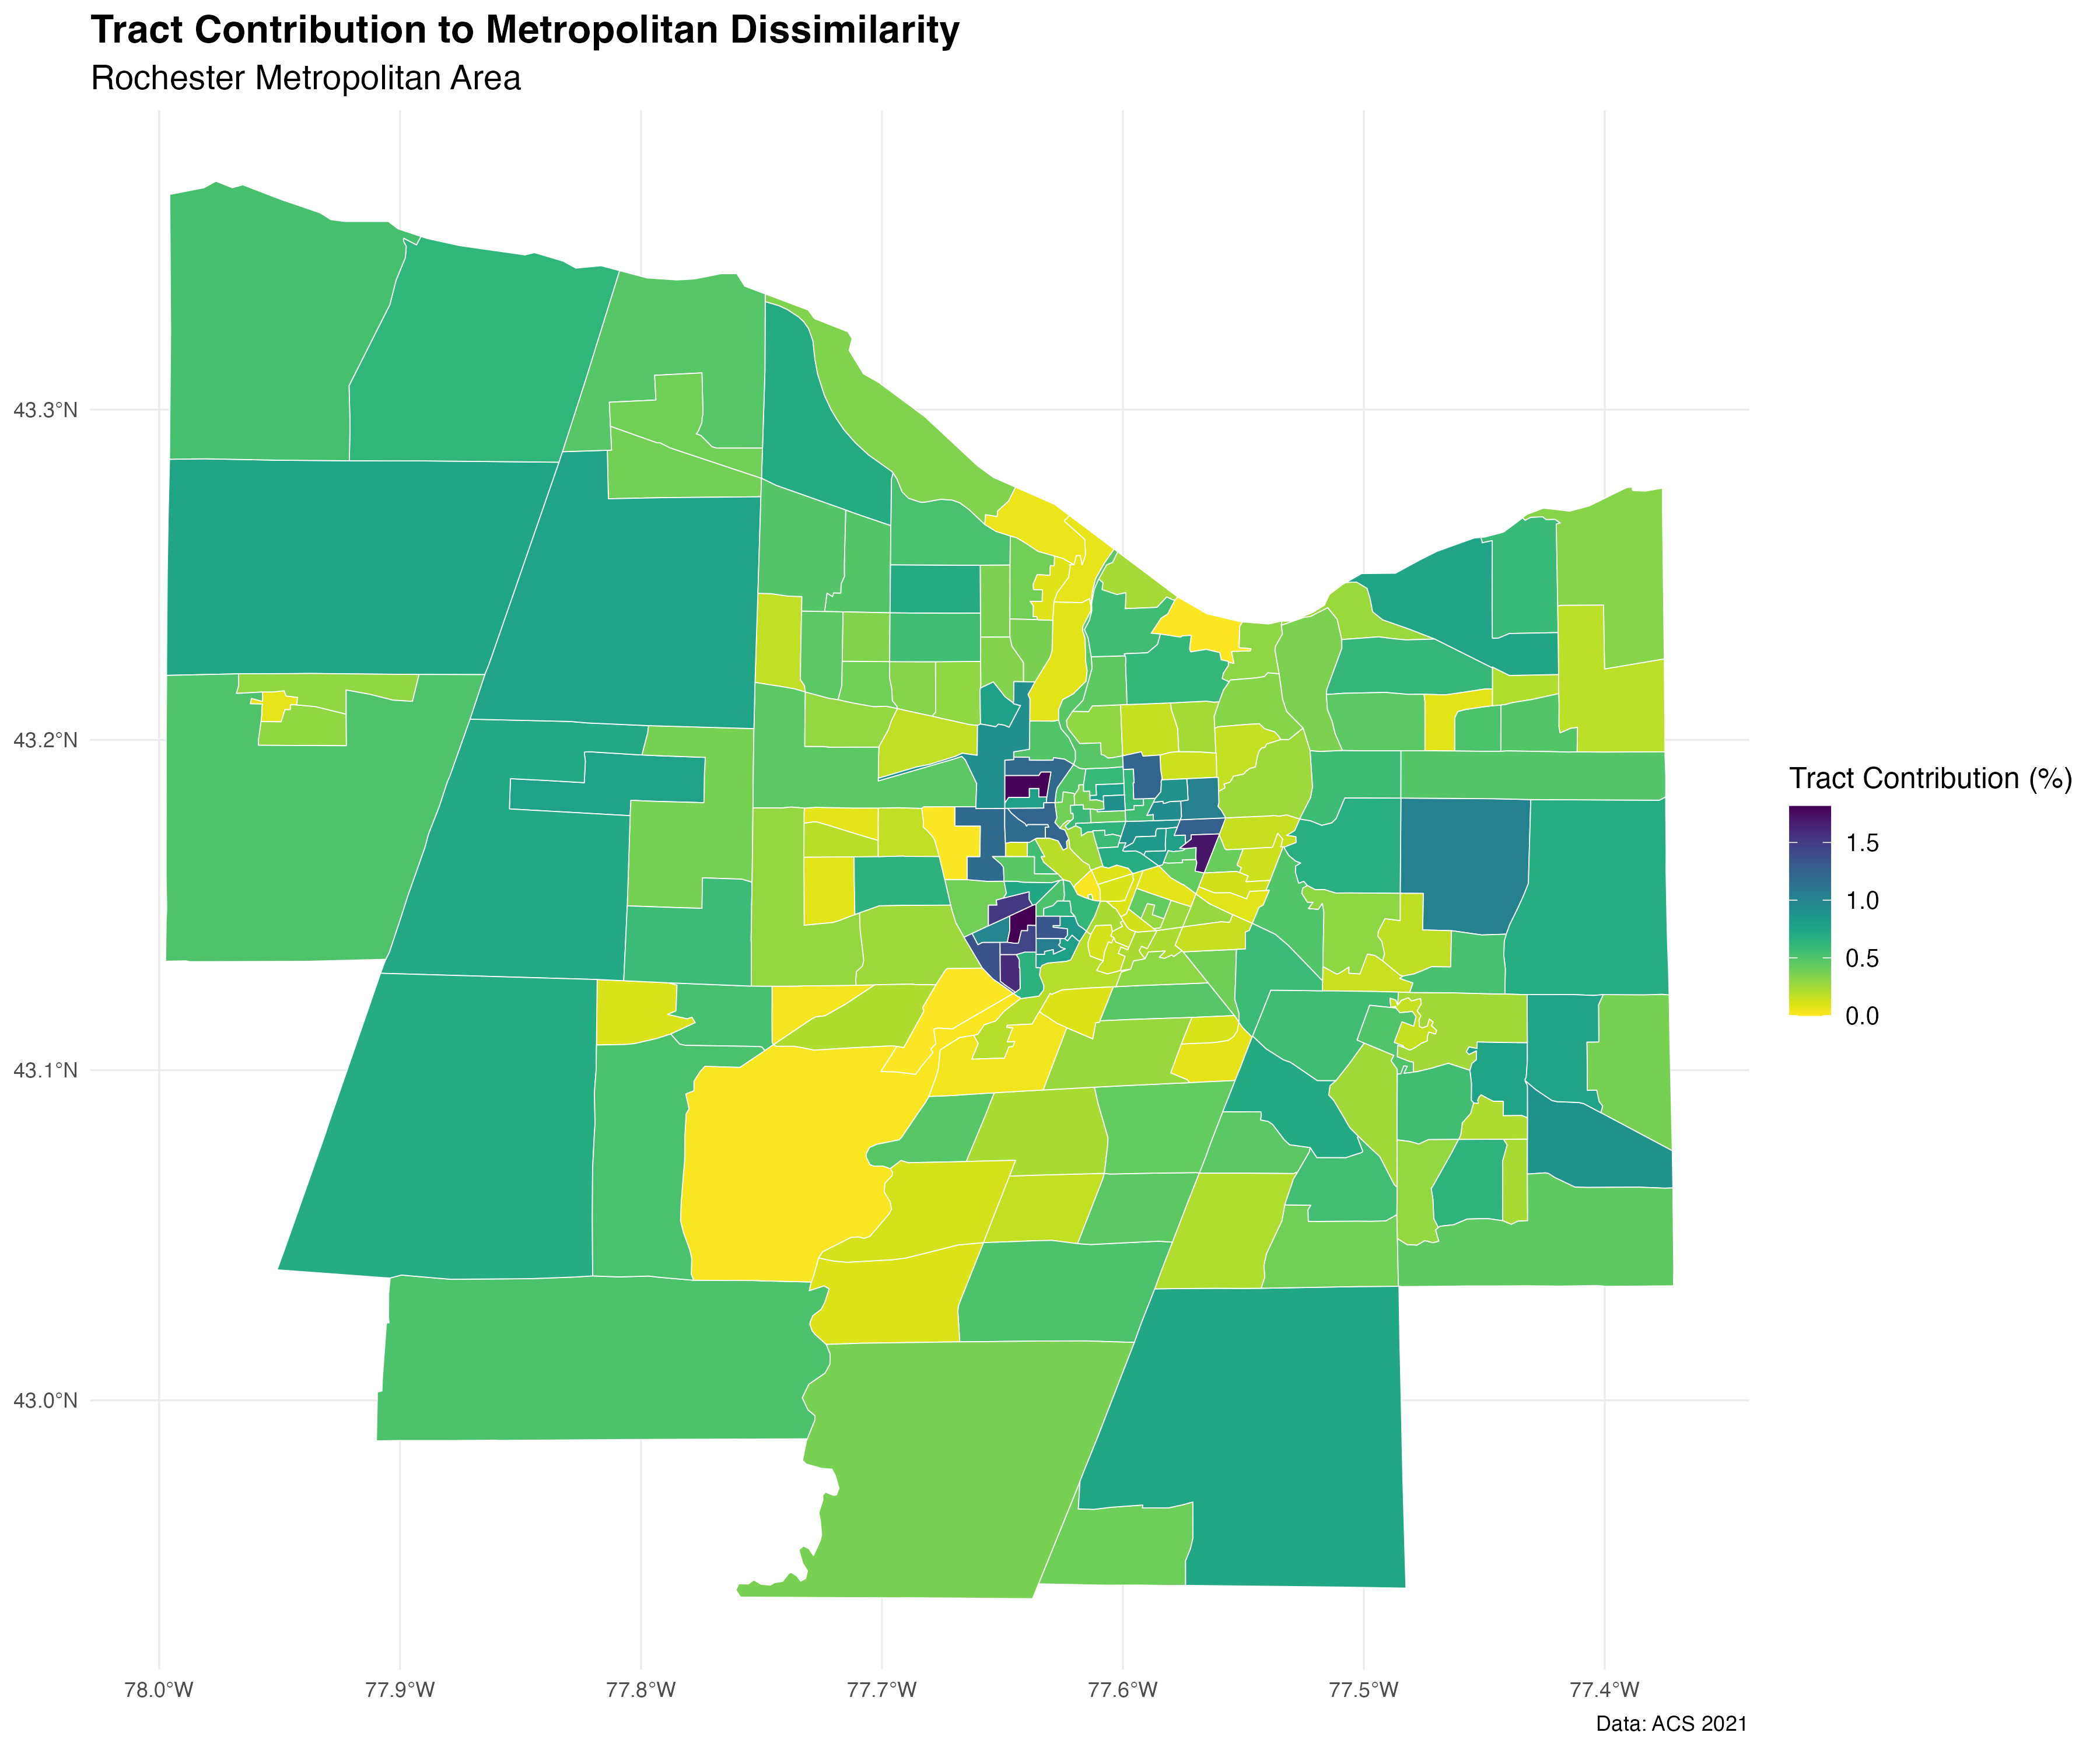 Tract Contribution to Metropolitan Dissimilarity
Rochester Metropolitan Area
43.3°N
43.2°N
43.1°N
43.0°N
78.0°W 77.9°W 77.8°W 77.7°W 77.6°W 77.5°W 77.4°W
Tract Contribution (%)
1.5
1.0
0.5
0.0
Data: ACS 2021